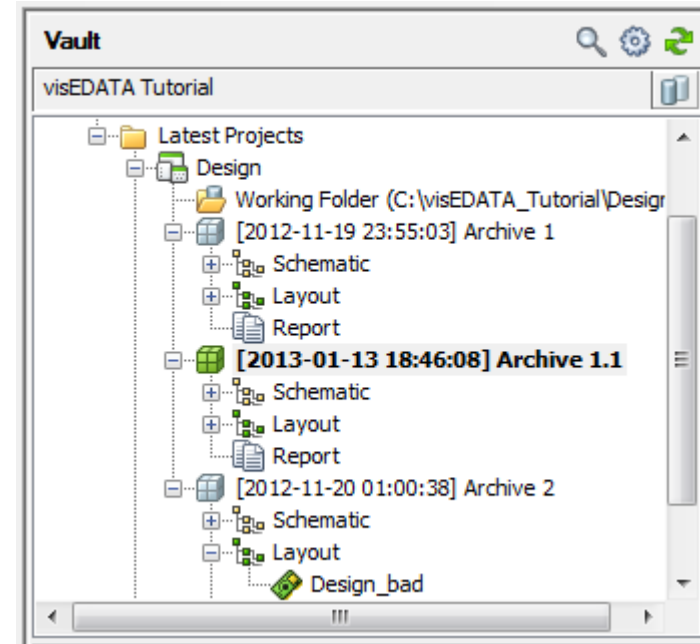 Vault
visEDATA Tutorial
Latest Projects
Design
Working Folder (C:\visEDATA_Tutorial\Desigr
[2012-11-19 23:55:03] Archive 1
Schematic
Layout
Report
[2013-01-13 18:46:08] Archive 1.1
Schematic
Layout
Report
[2012-11-20 01:00:38] Archive 2
Schematic
Layout
Design_bad